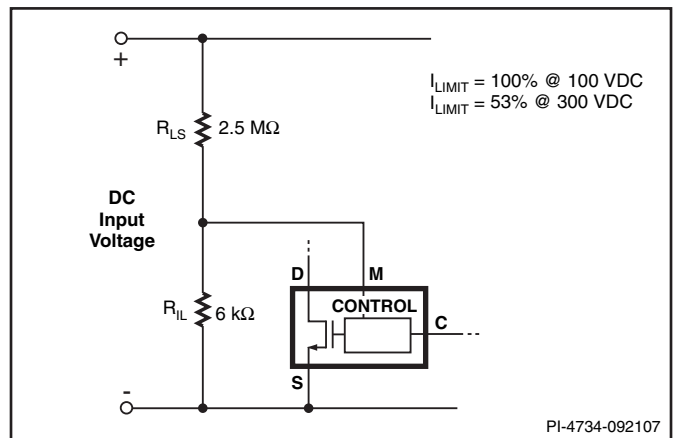 +
I_LIMIT = 100% @ 100 VDC
I_LIMIT = 53% @ 300 VDC
R_LS 2.5 MΩ
DC
Input
Voltage
D M
CONTROL
R_IL 6 kΩ
C
S
-
PI-4734-092107